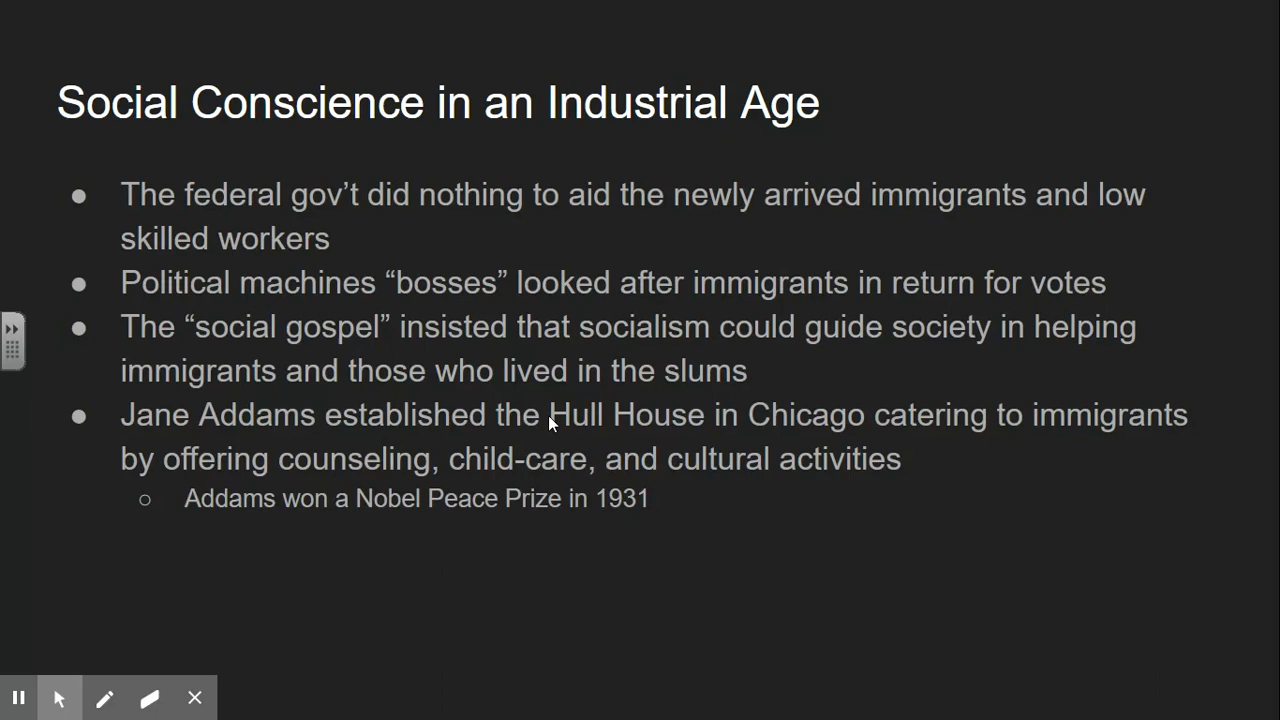 Social Conscience in an Industrial Age
● The federal gov’t did nothing to aid the newly arrived immigrants and low
skilled workers
● Political machines “bosses” looked after immigrants in return for votes
● The “social gospel” insisted that socialism could guide society in helping
immigrants and those who lived in the slums
● Jane Addams established the Hull House in Chicago catering to immigrants
by offering counseling, child-care, and cultural activities
○ Addams won a Nobel Peace Prize in 1931